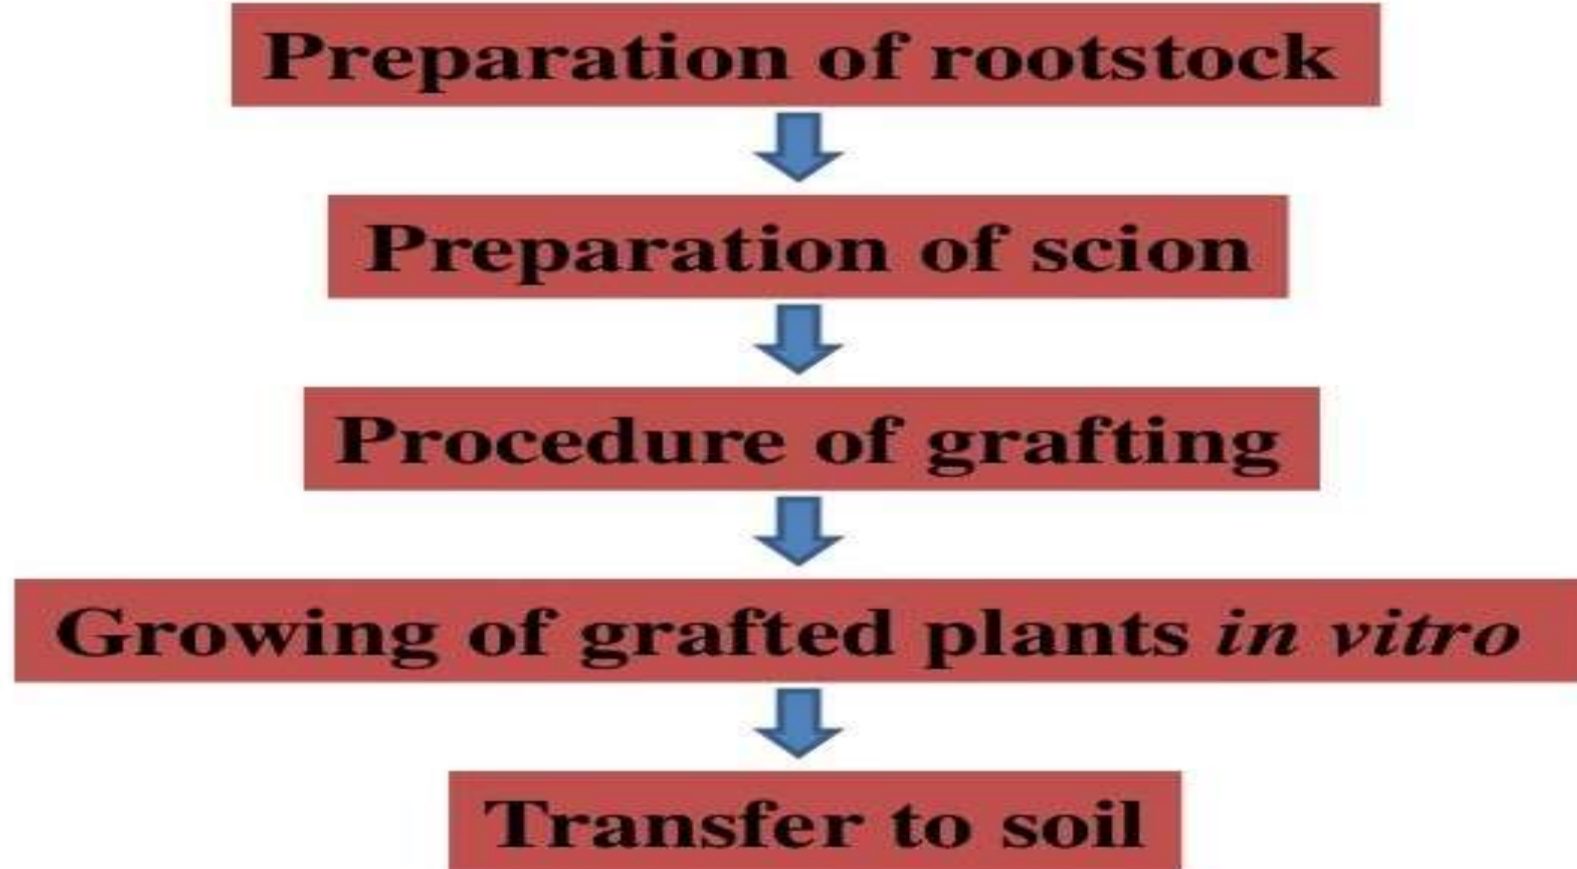 Preparation of rootstock
Preparation of scion
Procedure of grafting
Growing of grafted plants in vitro
Transfer to soil